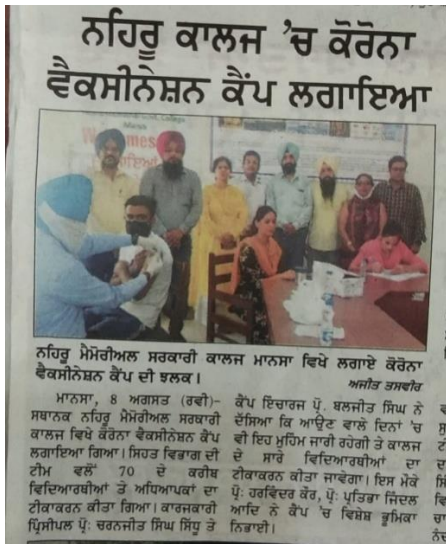 ਨਹਿਰੂ ਕਾਲਜ 'ਚ ਕੋਰੋਨਾ
ਵੈਕਸੀਨੇਸ਼ਨ ਕੈਂਪ ਲਗਾਇਆ
College
ਨਹਿਰੂ ਮੈਮੋਰੀਅਲ ਸਰਕਾਰੀ ਕਾਲਜ ਮਾਨਸਾ ਵਿਖੇ ਲਗਾਏ ਕੋਰੋਨਾ
ਵੈਕਸੀਨੇਸ਼ਨ ਕੈਂਪ ਦੀ ਝਲਕ।
ਅਜੀਤ ਤਸਵੀਰ
ਮਾਨਸਾ, 8 ਅਗਸਤ (ਰਵੀ)-
ਸਥਾਨਕ ਨਹਿਰੂ ਮੈਮੋਰੀਅਲ ਸਰਕਾਰੀ
ਕਾਲਜ ਵਿਖੇ ਕੋਰੋਨਾ ਵੈਕਸੀਨੇਸ਼ਨ ਕੈਂਪ
ਲਗਾਇਆ ਗਿਆ। ਸਿਹਤ ਵਿਭਾਗ ਦੀ
ਟੀਮ ਵਲੋਂ 70 ਦੇ ਕਰੀਬ
ਵਿਦਿਆਰਥੀਆਂ ਤੇ ਅਧਿਆਪਕਾਂ ਦਾ
ਟੀਕਾਕਰਨ ਕੀਤਾ ਗਿਆ। ਕਾਰਜਕਾਰੀ
ਪ੍ਰਿੰਸੀਪਲ ਪ੍ਰੋ: ਚਰਨਜੀਤ ਸਿੰਘ ਸਿੱਧੂ ਤੇ
ਕੈਂਪ ਇੰਚਾਰਜ ਪ੍ਰੋ. ਬਲਜੀਤ ਸਿੰਘ ਨੇ
ਦੱਸਿਆ ਕਿ ਆਉਣ ਵਾਲੇ ਦਿਨਾਂ 'ਚ
ਵੀ ਇਹ ਮੁਹਿੰਮ ਜਾਰੀ ਰਹੇਗੀ ਤੇ ਕਾਲਜ
ਦੇ ਸਾਰੇ ਵਿਦਿਆਰਥੀਆਂ ਦਾ
ਟੀਕਾਕਰਨ ਕੀਤਾ ਜਾਵੇਗਾ। ਇਸ ਮੌਕੇ
ਪ੍ਰੋ: ਹਰਵਿੰਦਰ ਕੌਰ, ਪ੍ਰੋ: ਪ੍ਰਤਿਭਾ ਜਿੰਦਲ
ਆਦਿ ਨੇ ਕੈਂਪ 'ਚ ਵਿਸ਼ੇਸ਼ ਭੂਮਿਕਾ
ਨਿਭਾਈ।